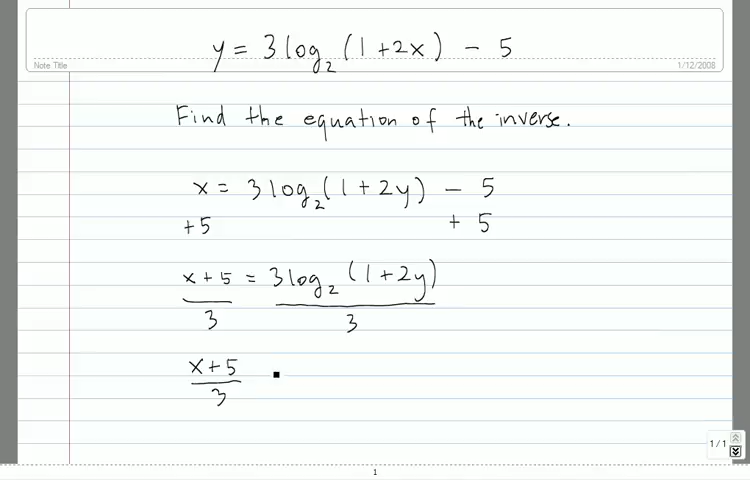 y = 3 log₂ (1 + 2x) − 5
Note Title
1/12/2008
Find the equation of the inverse.
x = 3 log₂ (1 + 2y) − 5
+5 + 5
x + 5 = 3 log₂ (1 + 2y)
3 3
x + 5
3
1 / 1
1